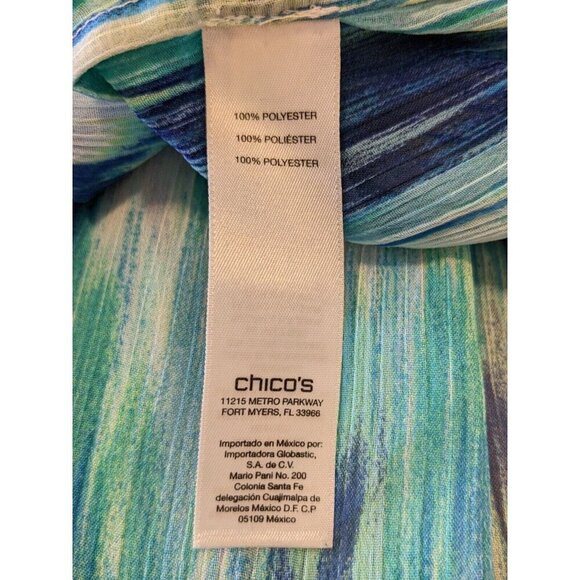 100% POLYESTER
100% POLIÉSTER
100% POLYESTER
chico's
11215 METRO PARKWAY
FORT MYERS, FL 33966
Importado en México por:
Importadora Globastic,
S.A. de C.V.
Mario Pani No. 200
Colonia Santa Fe
delegación Cuajimalpa de
Morelos México D.F. C.P
05109 México